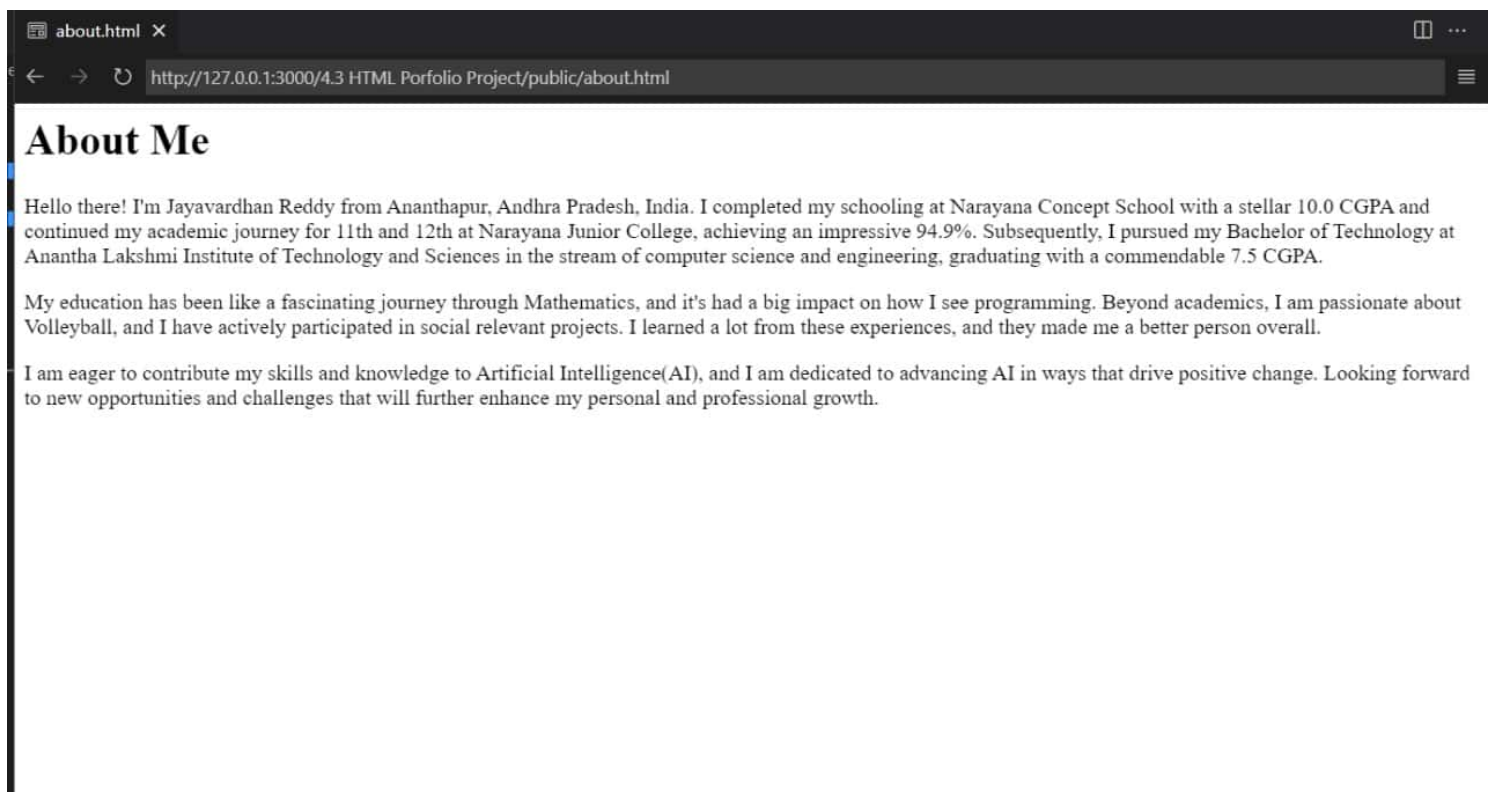 about.html
http://127.0.0.1:3000/4.3 HTML Porfolio Project/public/about.html
About Me
Hello there! I'm Jayavardhan Reddy from Ananthapur, Andhra Pradesh, India. I completed my schooling at Narayana Concept School with a stellar 10.0 CGPA and
continued my academic journey for 11th and 12th at Narayana Junior College, achieving an impressive 94.9%. Subsequently, I pursued my Bachelor of Technology at
Anantha Lakshmi Institute of Technology and Sciences in the stream of computer science and engineering, graduating with a commendable 7.5 CGPA.
My education has been like a fascinating journey through Mathematics, and it's had a big impact on how I see programming. Beyond academics, I am passionate about
Volleyball, and I have actively participated in social relevant projects. I learned a lot from these experiences, and they made me a better person overall.
I am eager to contribute my skills and knowledge to Artificial Intelligence(AI), and I am dedicated to advancing AI in ways that drive positive change. Looking forward
to new opportunities and challenges that will further enhance my personal and professional growth.